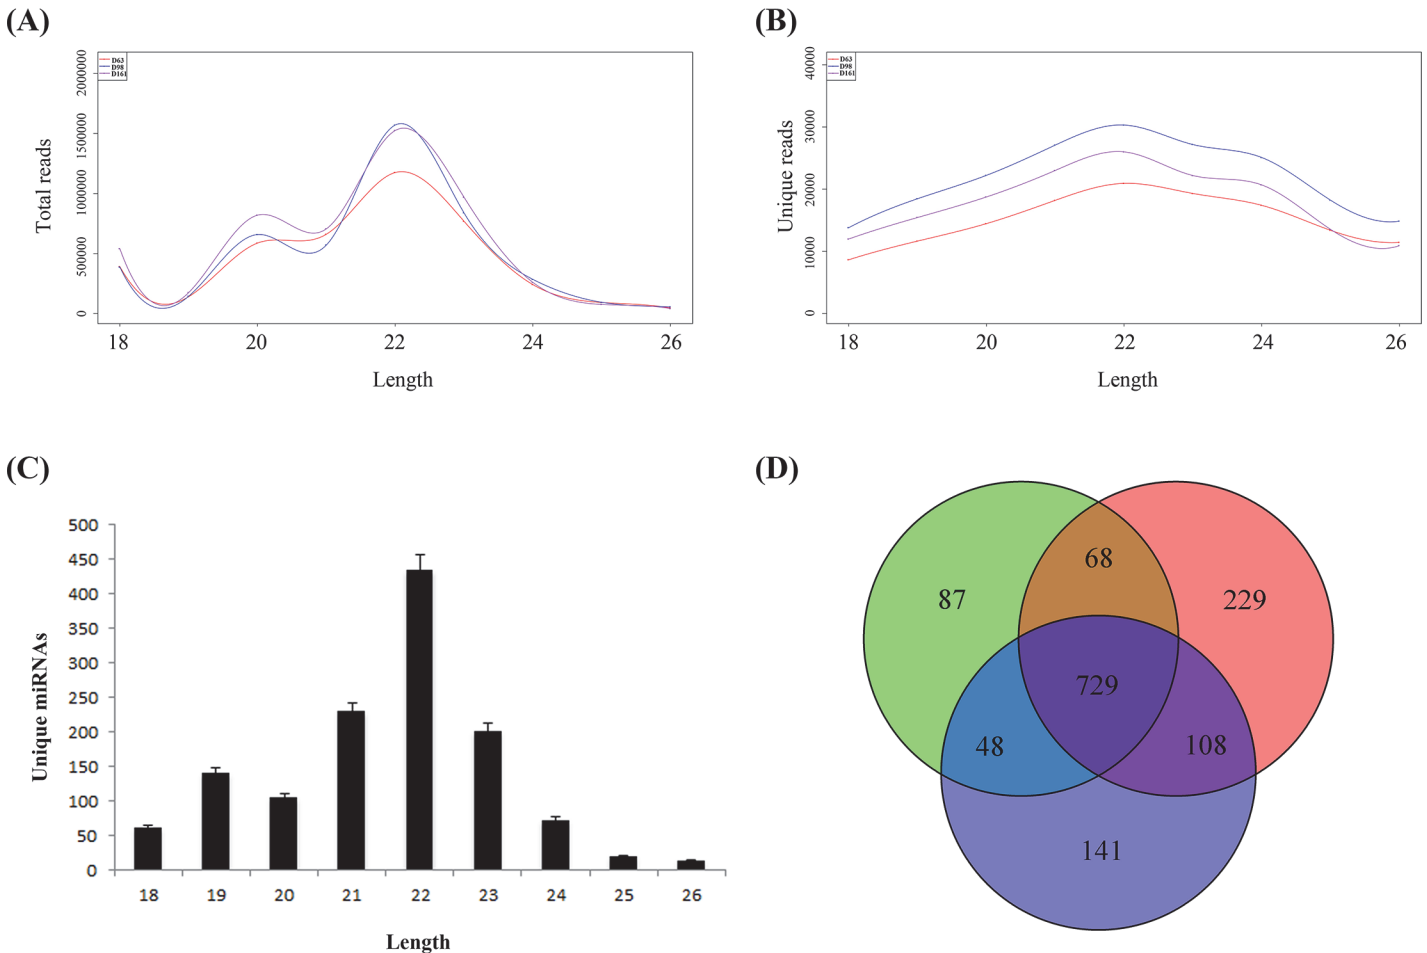 (A)
D63
D98
D161
2000000
1500000
1000000
500000
0
Total reads
18 20 22 24 26
Length
(B)
D63
D98
D161
40000
30000
20000
10000
0
Unique reads
18 20 22 24 26
Length
(C)
500
450
400
350
300
250
200
150
100
50
0
Unique miRNAs
18 19 20 21 22 23 24 25 26
Length
(D)
68
87
229
729
48
108
141